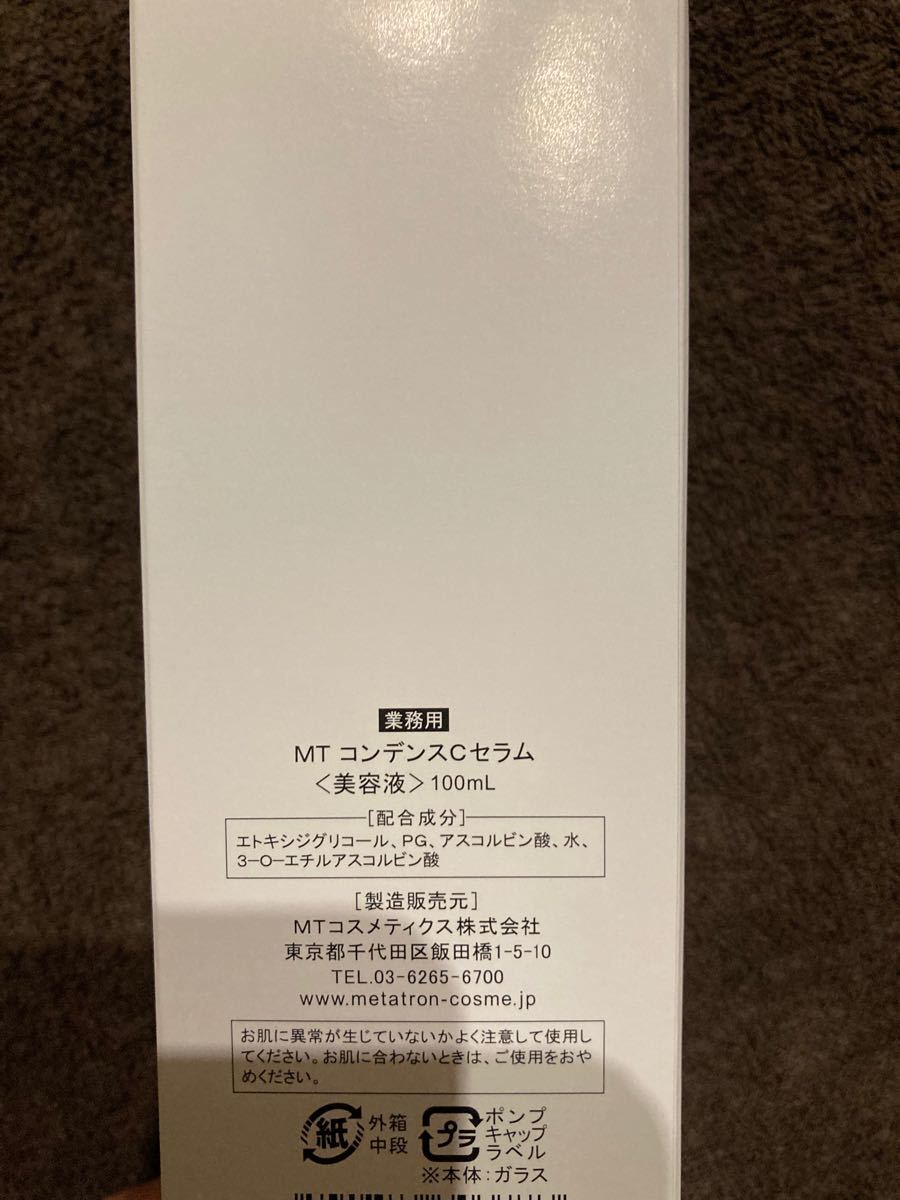 業務用
MT コンデンスCセラム
〈美容液〉100mL
[配合成分]
エトキシジグリコール、PG、アスコルビン酸、水、
3-O-エチルアスコルビン酸
[製造販売元]
MTコスメティクス株式会社
東京都千代田区飯田橋1-5-10
TEL.03-6265-6700
www.metatron-cosme.jp
お肌に異常が生じていないかよく注意して使用し
てください。お肌に合わないときは、ご使用をおや
めください。
紙 外箱
中段
プラ ポンプ
キャップ
ラベル
※本体:ガラス